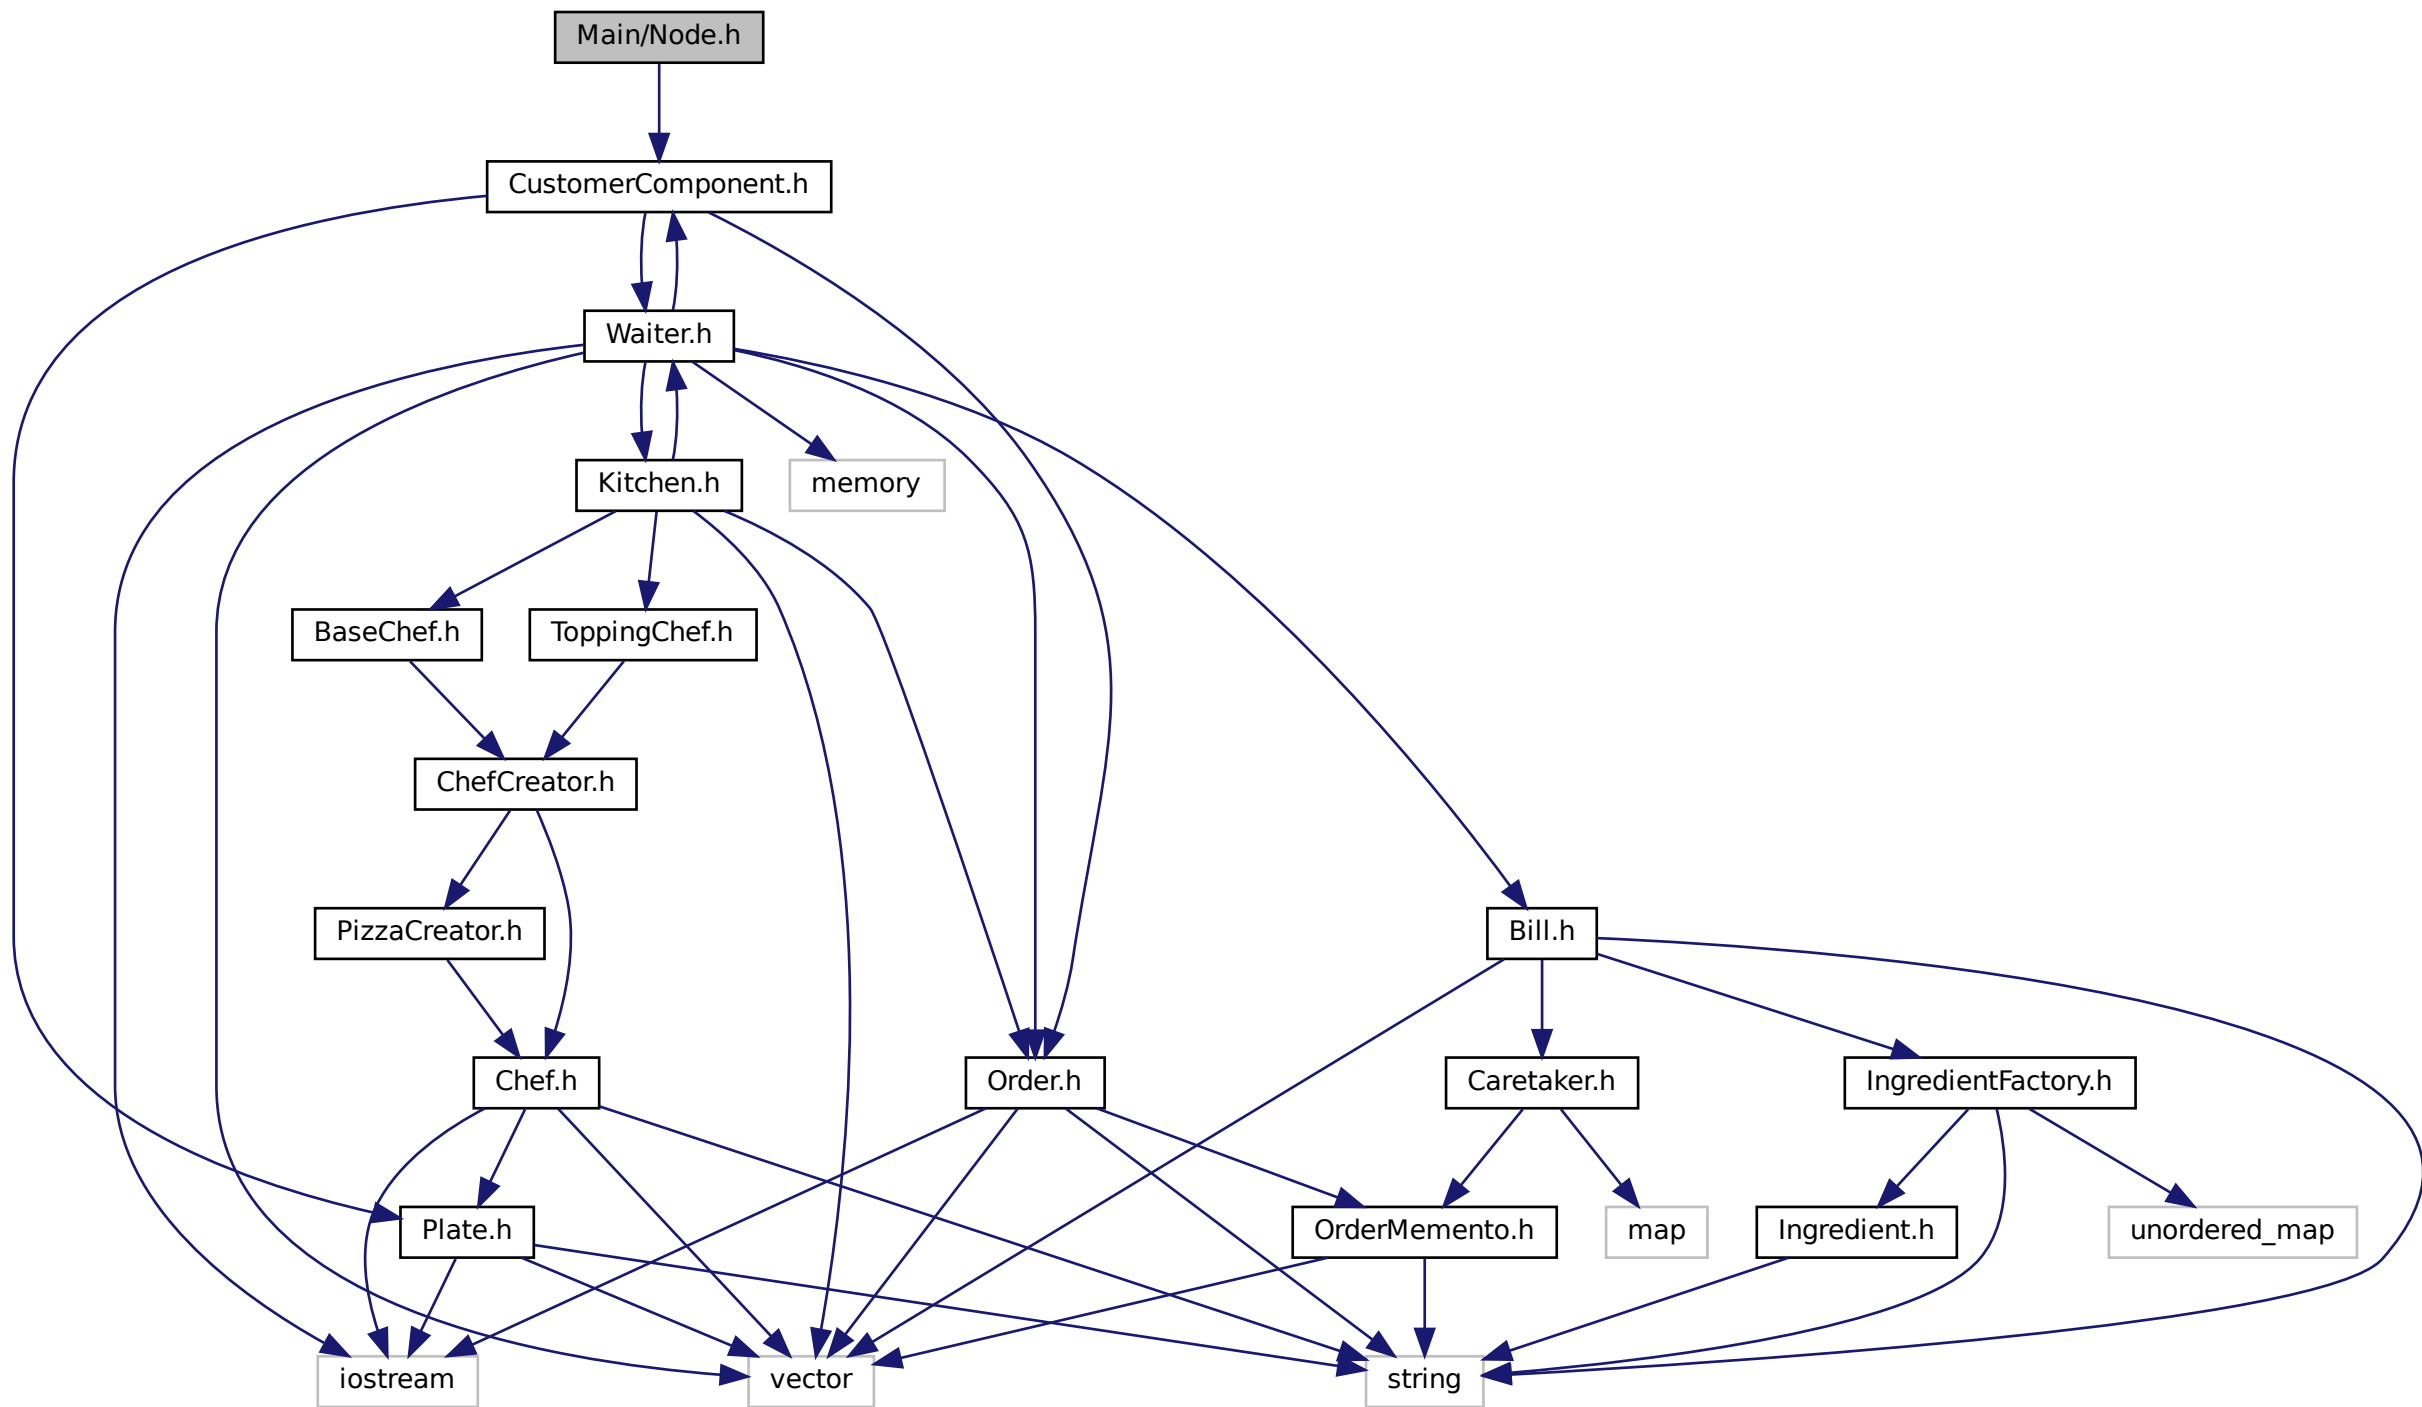 Main/Node.h
CustomerComponent.h
Waiter.h
Kitchen.h
memory
BaseChef.h
ToppingChef.h
ChefCreator.h
PizzaCreator.h
Bill.h
Chef.h
Order.h
Caretaker.h
IngredientFactory.h
Plate.h
OrderMemento.h
map
Ingredient.h
unordered_map
iostream
vector
string